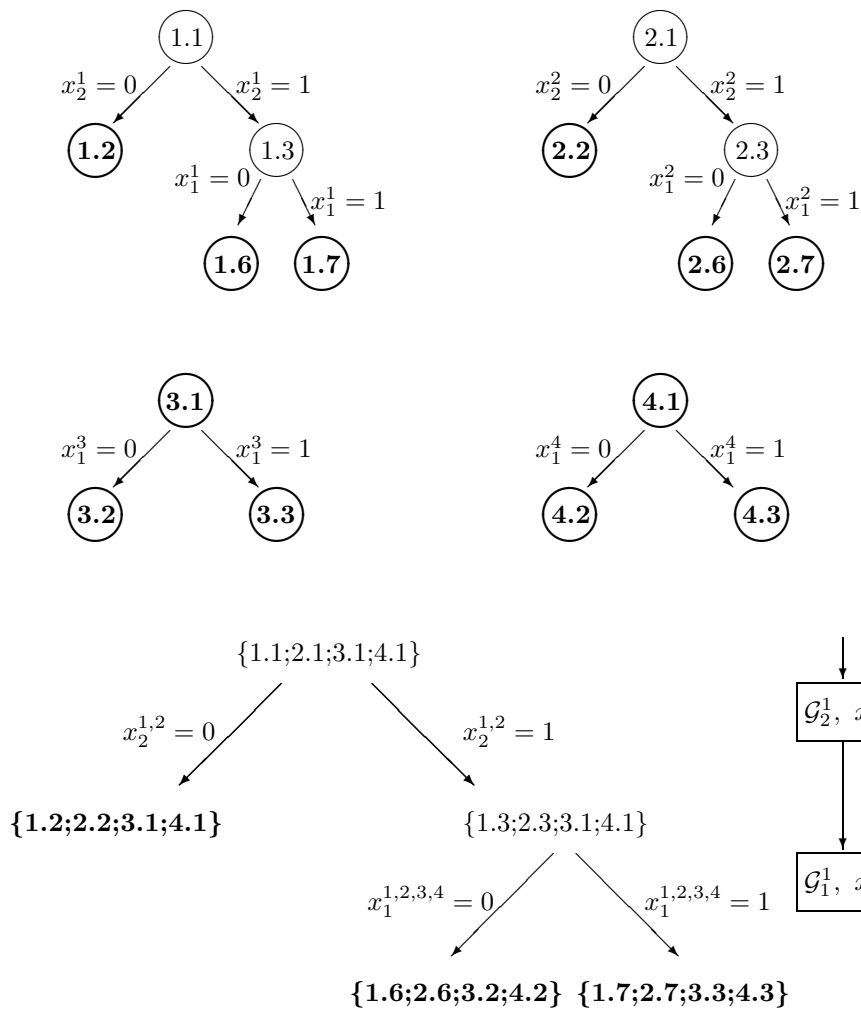 1.1
2.1
x_2^1 = 0
x_2^1 = 1
x_2^2 = 0
x_2^2 = 1
1.2
1.3
2.2
2.3
x_1^1 = 0
x_1^1 = 1
x_1^2 = 0
x_1^2 = 1
1.6
1.7
2.6
2.7
3.1
4.1
x_1^3 = 0
x_1^3 = 1
x_1^4 = 0
x_1^4 = 1
3.2
3.3
4.2
4.3
{1.1;2.1;3.1;4.1}
x_2^{1,2} = 0
x_2^{1,2} = 1
𝒢_2^1, x
{1.2;2.2;3.1;4.1}
{1.3;2.3;3.1;4.1}
𝒢_1^1, x
x_1^{1,2,3,4} = 0
x_1^{1,2,3,4} = 1
{1.6;2.6;3.2;4.2}
{1.7;2.7;3.3;4.3}